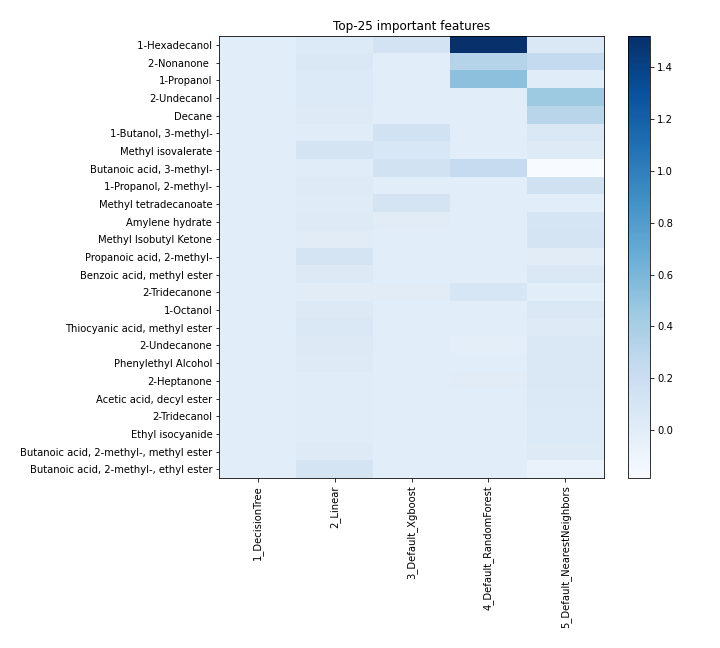 Top-25 important features
1-Hexadecanol
2-Nonanone
1-Propanol
2-Undecanol
Decane
1-Butanol, 3-methyl-
Methyl isovalerate
Butanoic acid, 3-methyl-
1-Propanol, 2-methyl-
Methyl tetradecanoate
Amylene hydrate
Methyl Isobutyl Ketone
Propanoic acid, 2-methyl-
Benzoic acid, methyl ester
2-Tridecanone
1-Octanol
Thiocyanic acid, methyl ester
2-Undecanone
Phenylethyl Alcohol
2-Heptanone
Acetic acid, decyl ester
2-Tridecanol
Ethyl isocyanide
Butanoic acid, 2-methyl-, methyl ester
Butanoic acid, 2-methyl-, ethyl ester
1_DecisionTree
2_Linear
3_Default_Xgboost
4_Default_RandomForest
5_Default_NearestNeighbors
1.4
1.2
1.0
0.8
0.6
0.4
0.2
0.0